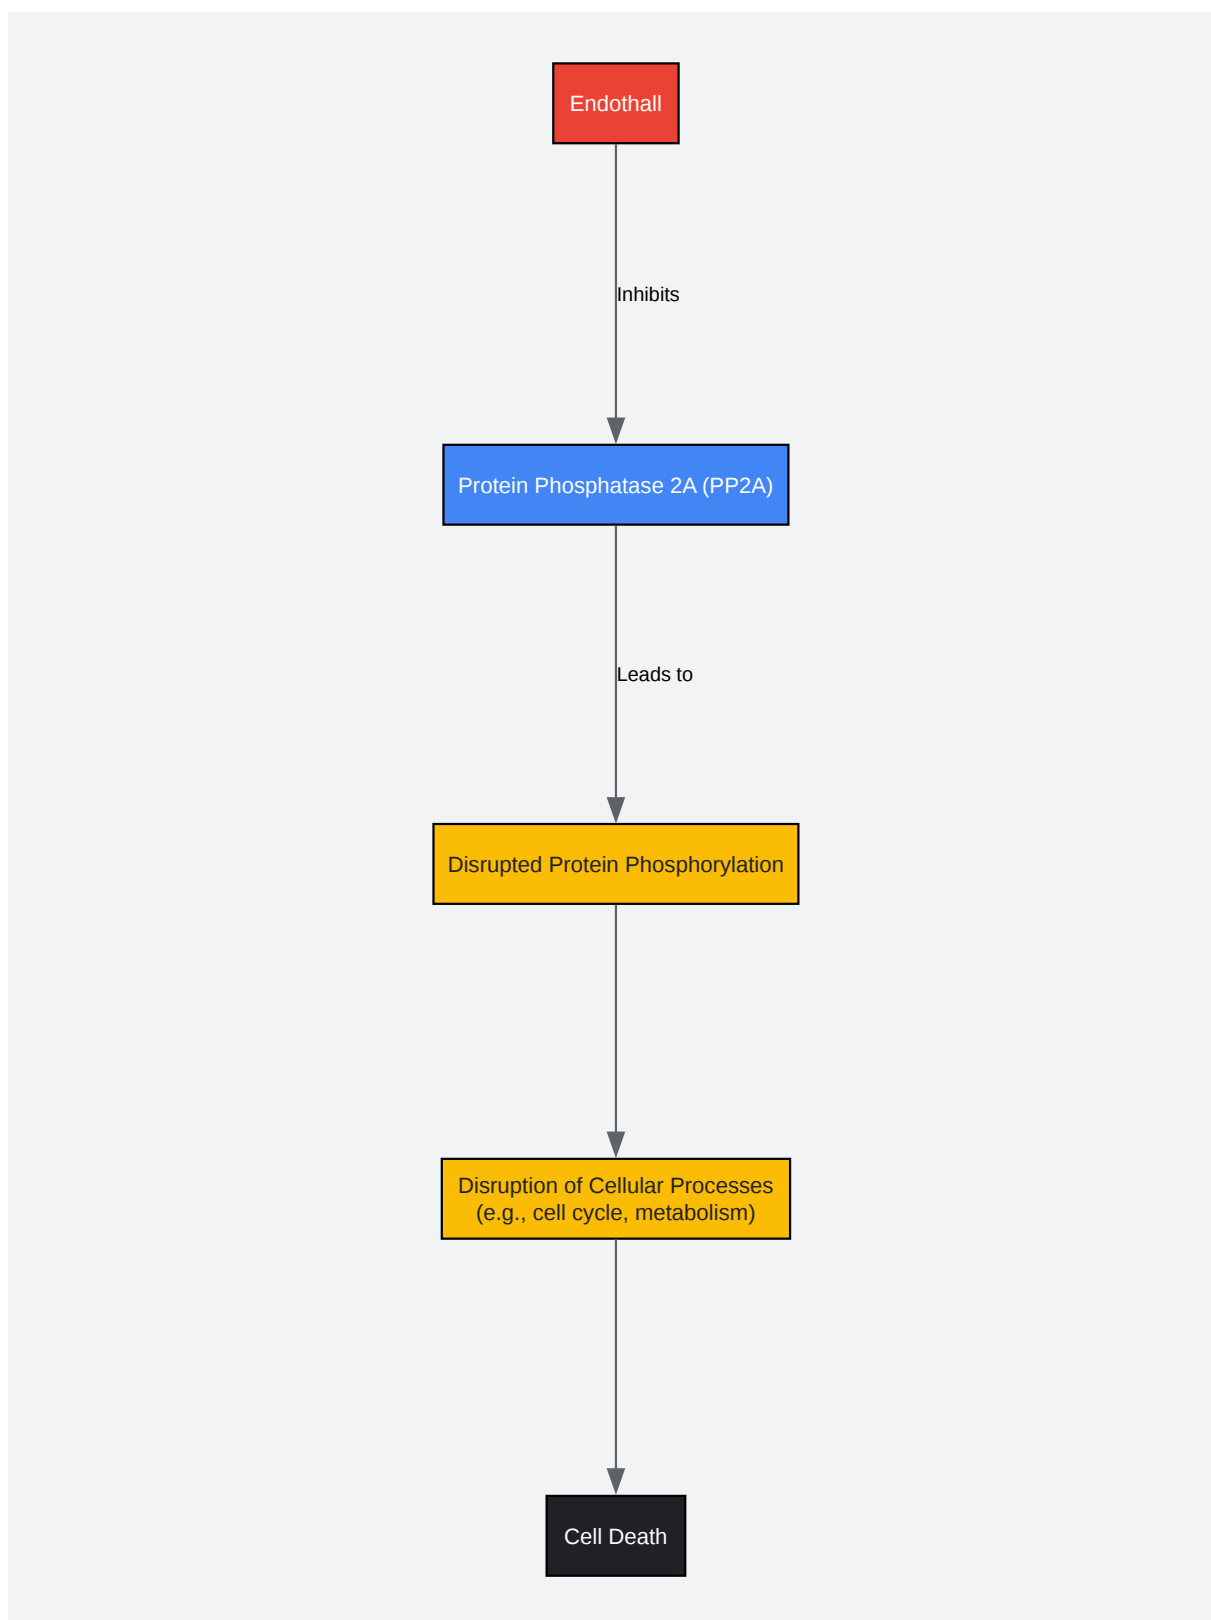 Endothall
Inhibits
Protein Phosphatase 2A (PP2A)
Leads to
Disrupted Protein Phosphorylation
Disruption of Cellular Processes
(e.g., cell cycle, metabolism)
Cell Death